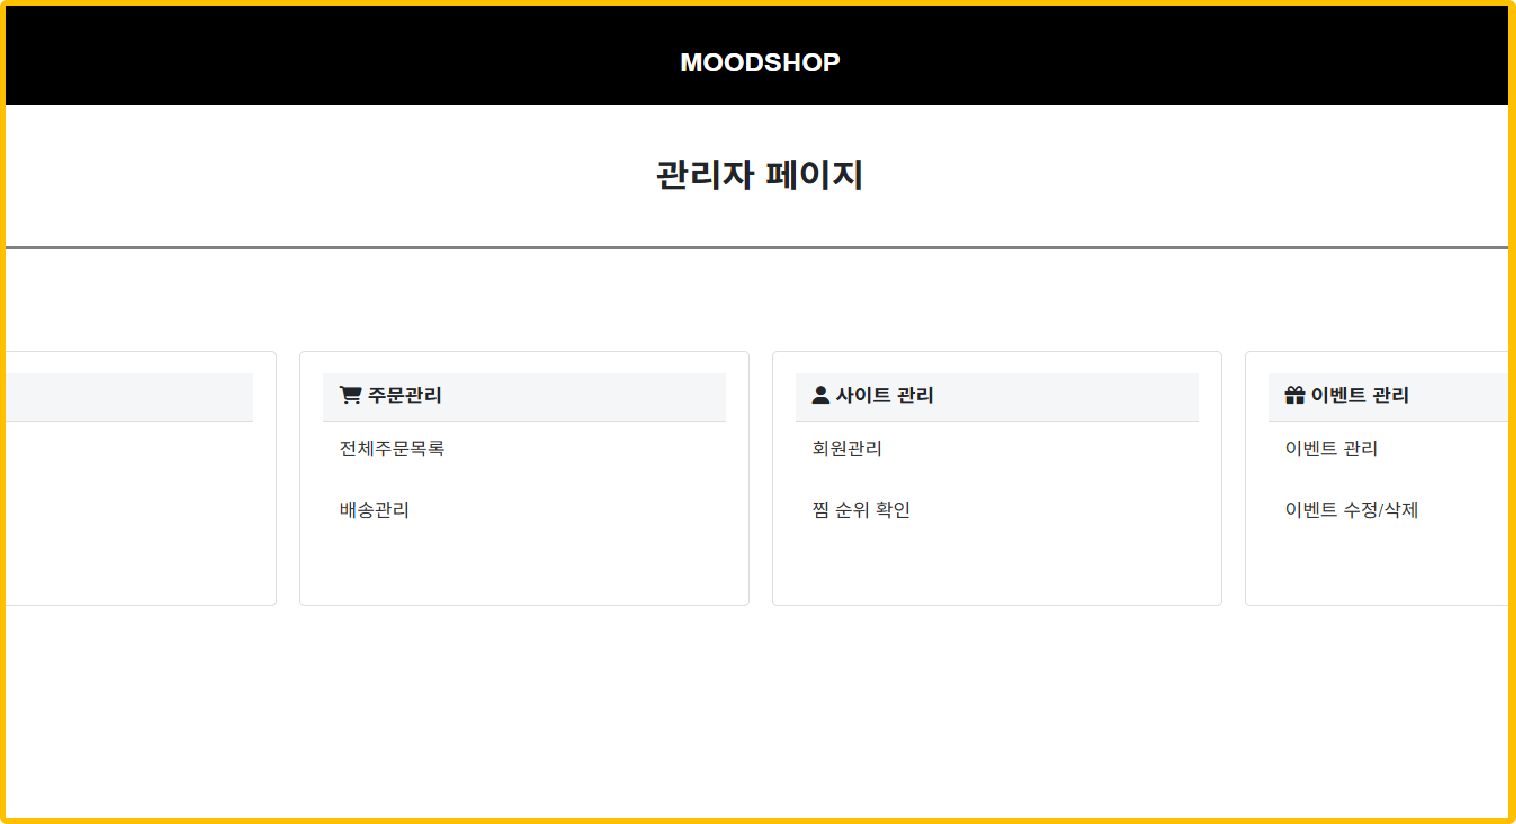 MOODSHOP
관리자 페이지
주문관리
전체주문목록
배송관리
사이트 관리
회원관리
찜 순위 확인
이벤트 관리
이벤트 관리
이벤트 수정/삭제